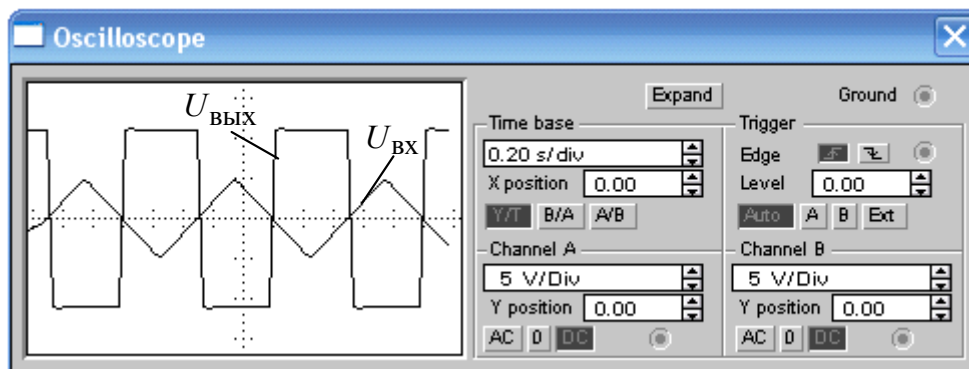 Oscilloscope
Uвых
Uвх
Expand
Ground
Time base
0.20 s/div
X position 0.00
Y/T B/A A/B
Trigger
Edge
Level 0.00
Auto A B Ext
Channel A
5 V/Div
Y position 0.00
AC 0 DC
Channel B
5 V/Div
Y position 0.00
AC 0 DC